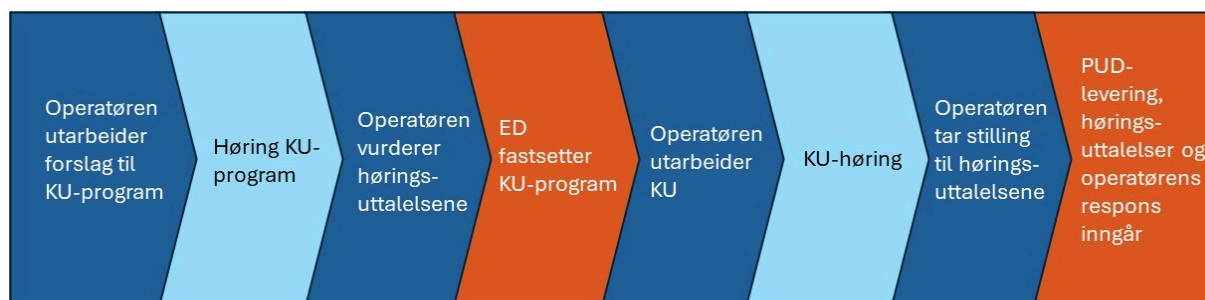 Operatøren
utarbeider
forslag til
KU-program
Høring KU-
program
Operatøren
vurderer
hørings-
uttalelsene
ED
fastsetter
KU-program
Operatøren
utarbeider
KU
KU-høring
Operatøren
tar stilling
til hørings-
uttalelsene
PUD-
levering,
hørings-
uttalelser og
operatørens
respons
inngår